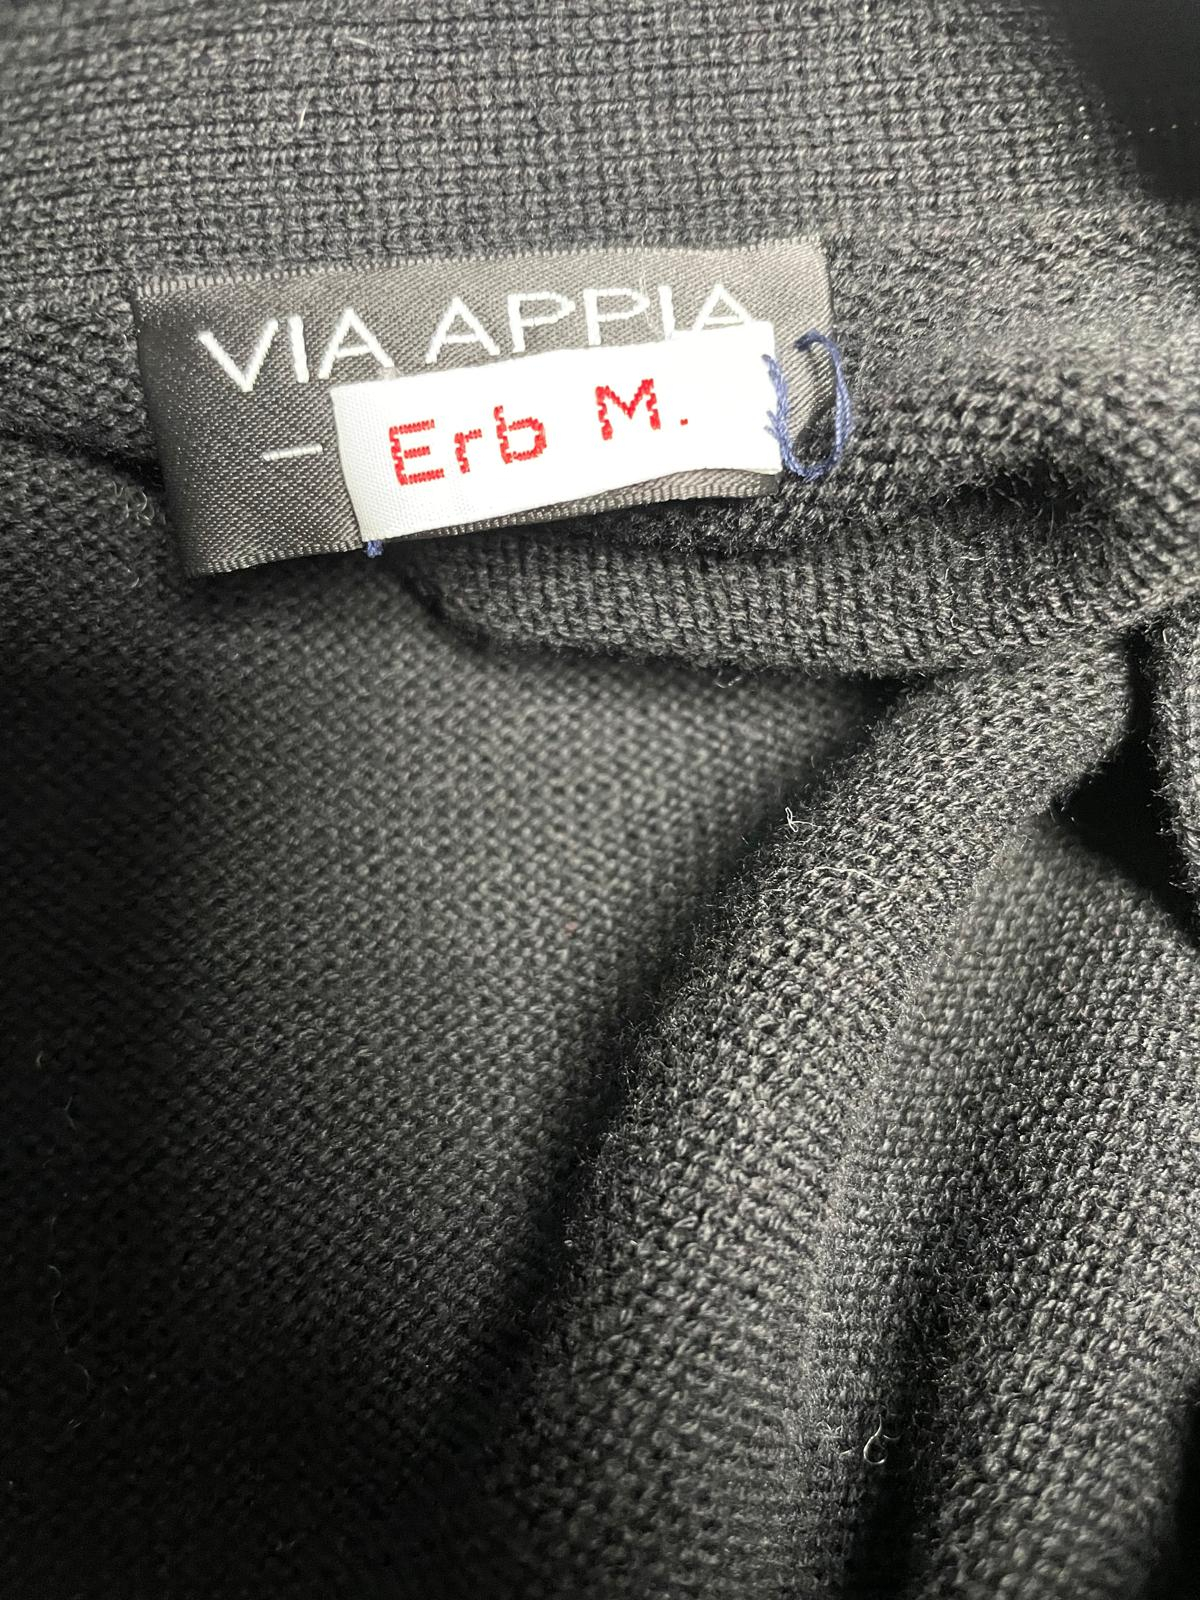 VIA APPIA
–
Erb M.